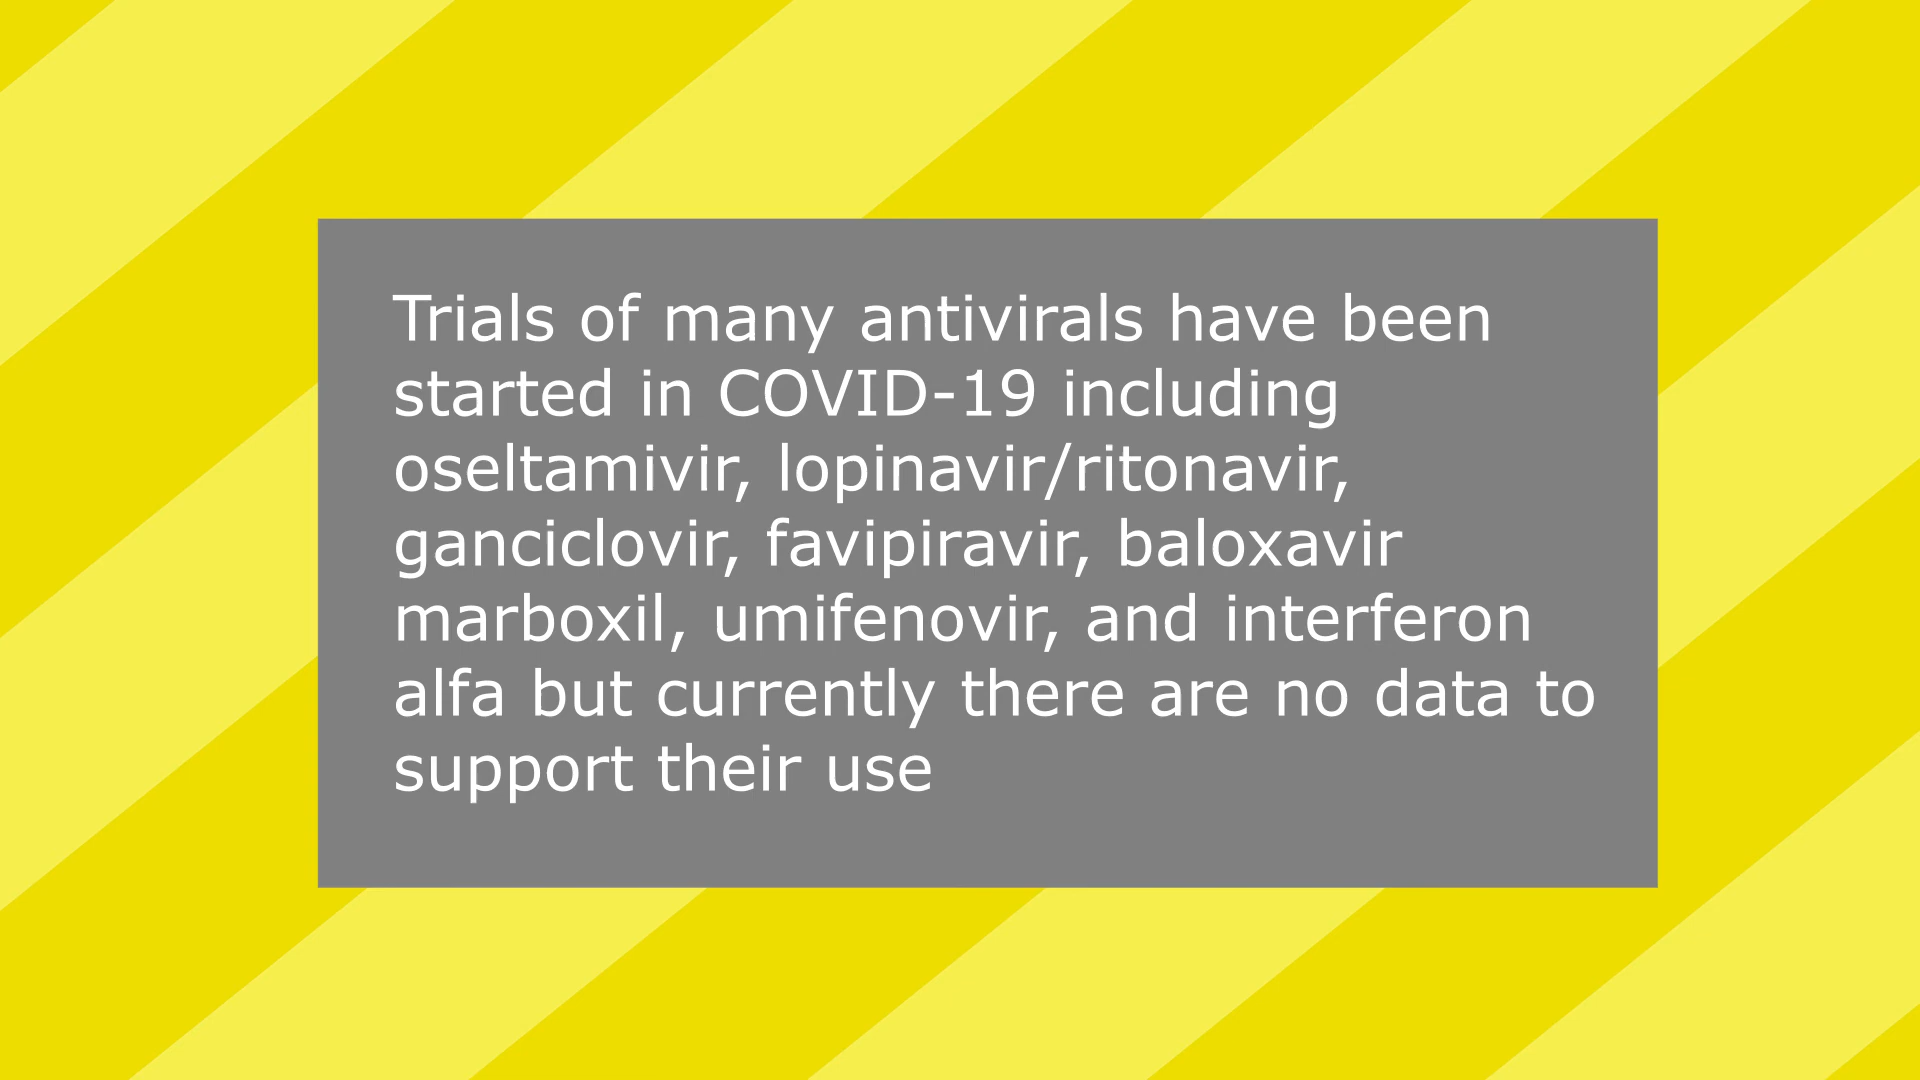 Trials of many antivirals have been
started in COVID-19 including
oseltamivir, lopinavir/ritonavir,
ganciclovir, favipiravir, baloxavir
marboxil, umifenovir, and interferon
alfa but currently there are no data to
support their use